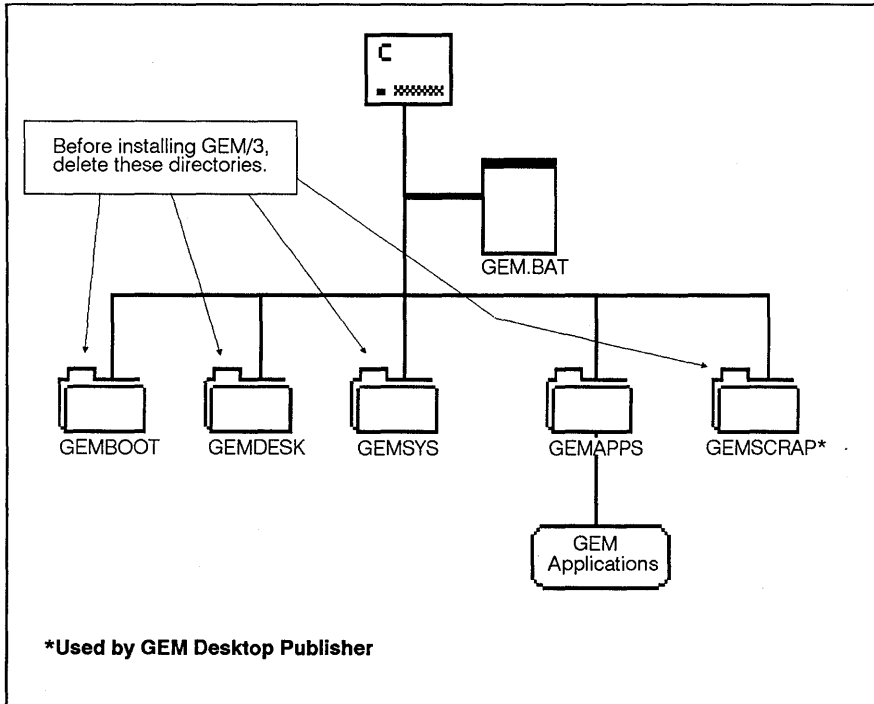 C
Before installing GEM/3,
delete these directories.
GEM.BAT
GEMBOOT
GEMDESK
GEMSYS
GEMAPPS
GEMSCRAP*
GEM
Applications
*Used by GEM Desktop Publisher